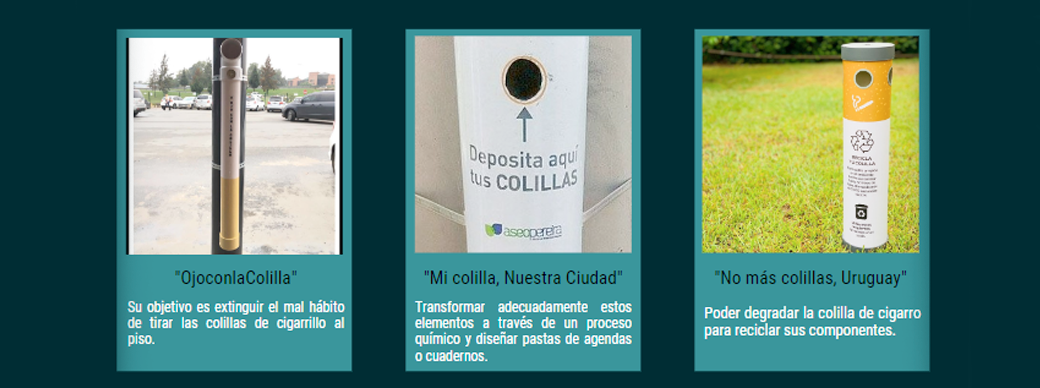 Deposita aquí
tus COLILLAS
aseopereira
RECICLA
TU COLILLA
"OjoconlaColilla"
Su objetivo es extinguir el mal hábito
de tirar las colillas de cigarrillo al
piso.
"Mi colilla, Nuestra Ciudad"
Transformar adecuadamente estos
elementos a través de un proceso
químico y diseñar pastas de agendas
o cuadernos.
"No más colillas, Uruguay"
Poder degradar la colilla de cigarro
para reciclar sus componentes.